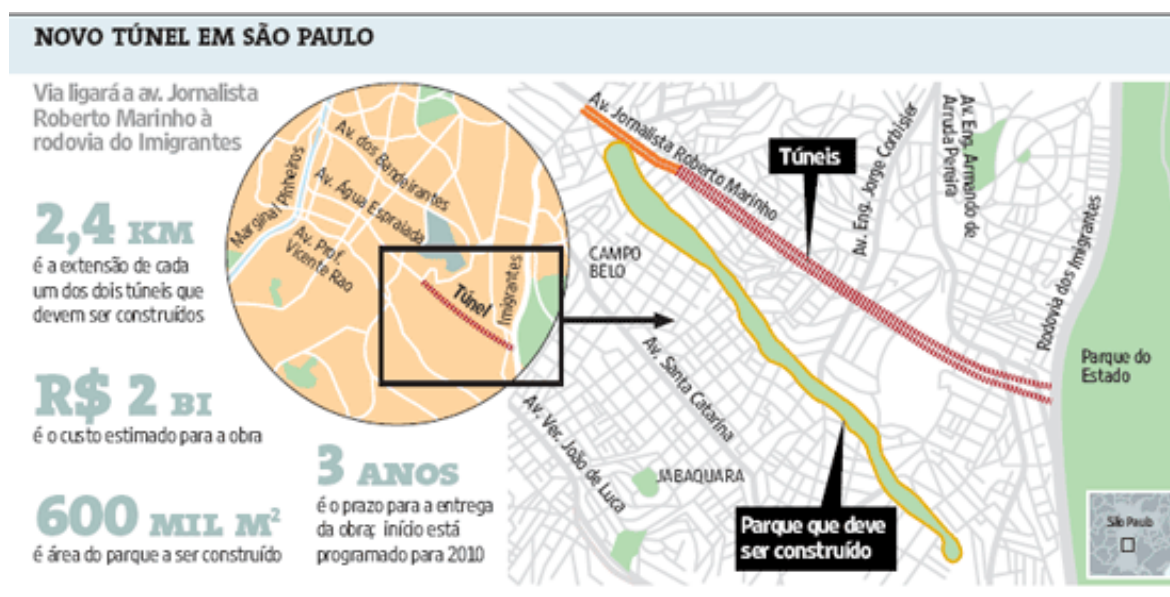 NOVO TÚNEL EM SÃO PAULO
Via ligará a av. Jornalista
Roberto Marinho à
rodovia do Imigrantes
2,4 KM
é a extensão de cada
um dos dois túneis que
devem ser construídos
R$ 2 BI
é o custo estimado para a obra
600 MIL M²
é área do parque a ser construído
3 ANOS
é o prazo para a entrega
da obra; início está
programado para 2010
Marginal Pinheiros
Av. dos Bandeirantes
Av. Água Espraiada
Av. Prof.
Vicente Rao
Túnel
Imigrantes
Av. Jornalista Roberto Marinho
Túneis
Av. Eng. Jorge Corbisier
Av. Eng. Armando de
Arruda Pereira
Rodovia dos Imigrantes
CAMPO
BELO
Av. Santa Catarina
Av. Ver. João de Luca
JABAQUARA
Parque do
Estado
Parque que deve
ser construído
São Paulo